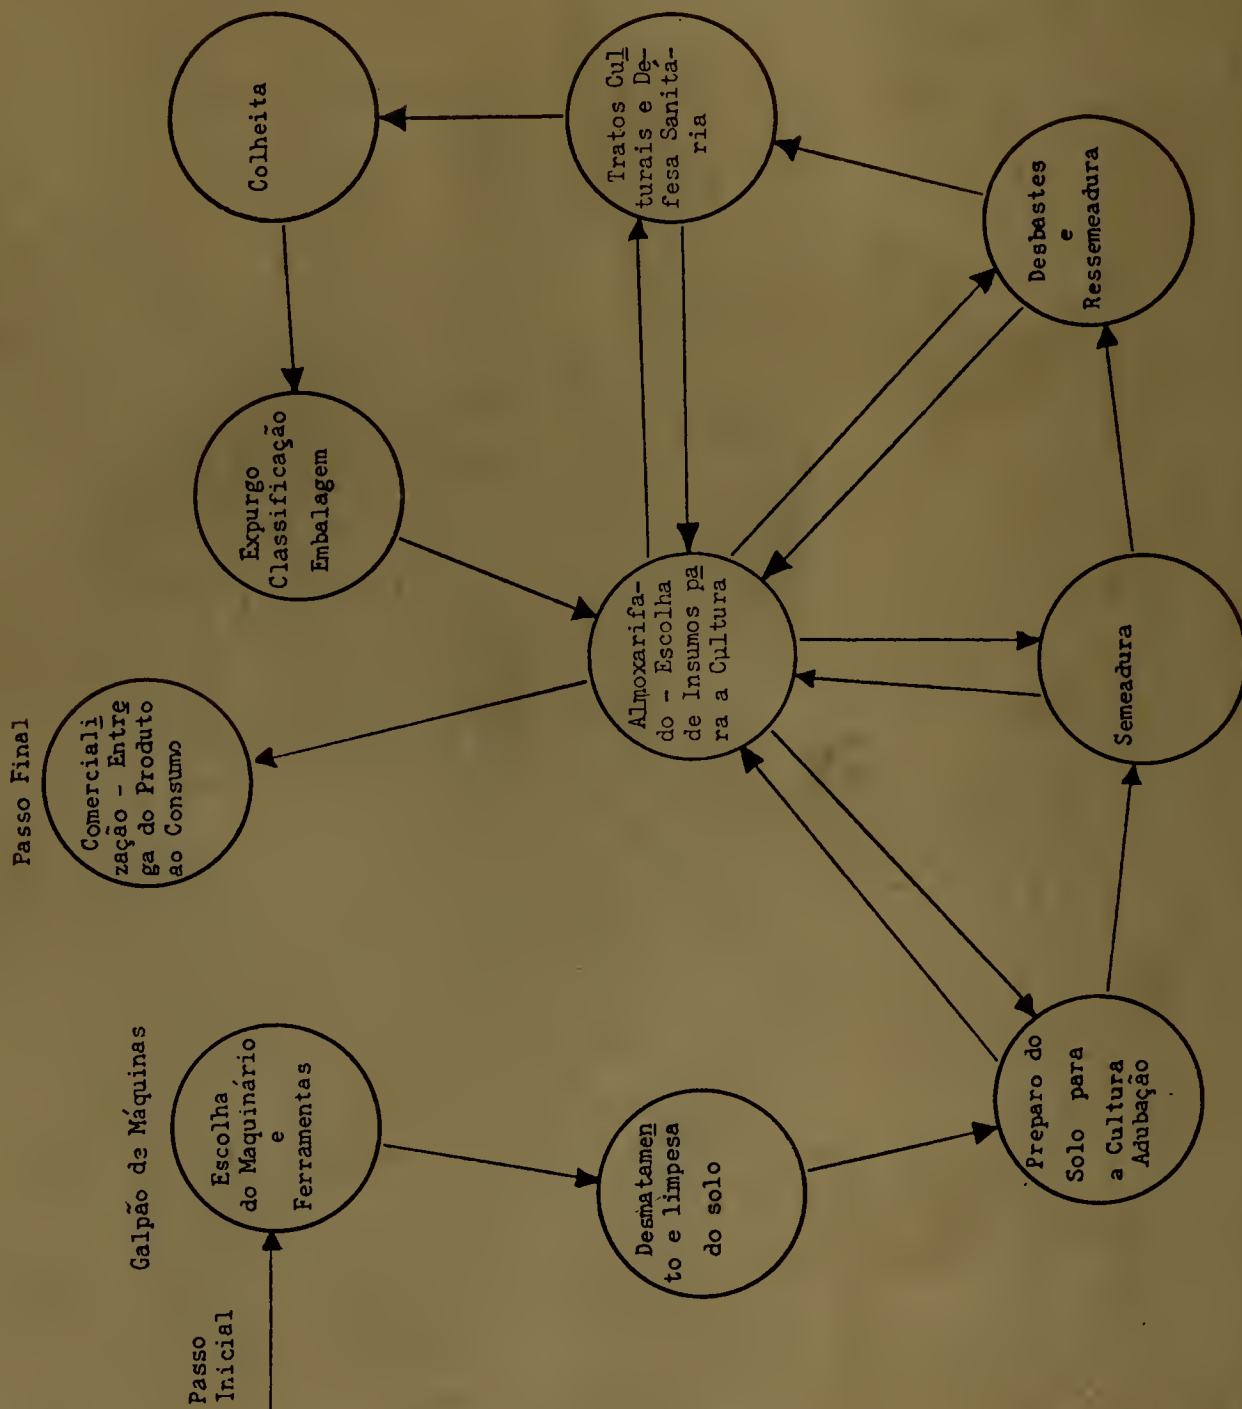 Passo
Inicial
Galpão de Máquinas
Escolha
do Maquinário
e
Ferramentas
Desmatamen
to e limpesa
do solo
Preparo do
Solo para
a Cultura
Adubação
Semeadura
Desbastes
e
Ressemeadura
Tratos Cul
turais e De-
fesa Sanitá-
ria
Colheita
Expurgo
Classificação
Embalagem
Almoxarifa-
do - Escolha
de Insumos pa
ra a Cultura
Passo Final
Comerciali
zação - Entre
ga do Produto
ao Consumo